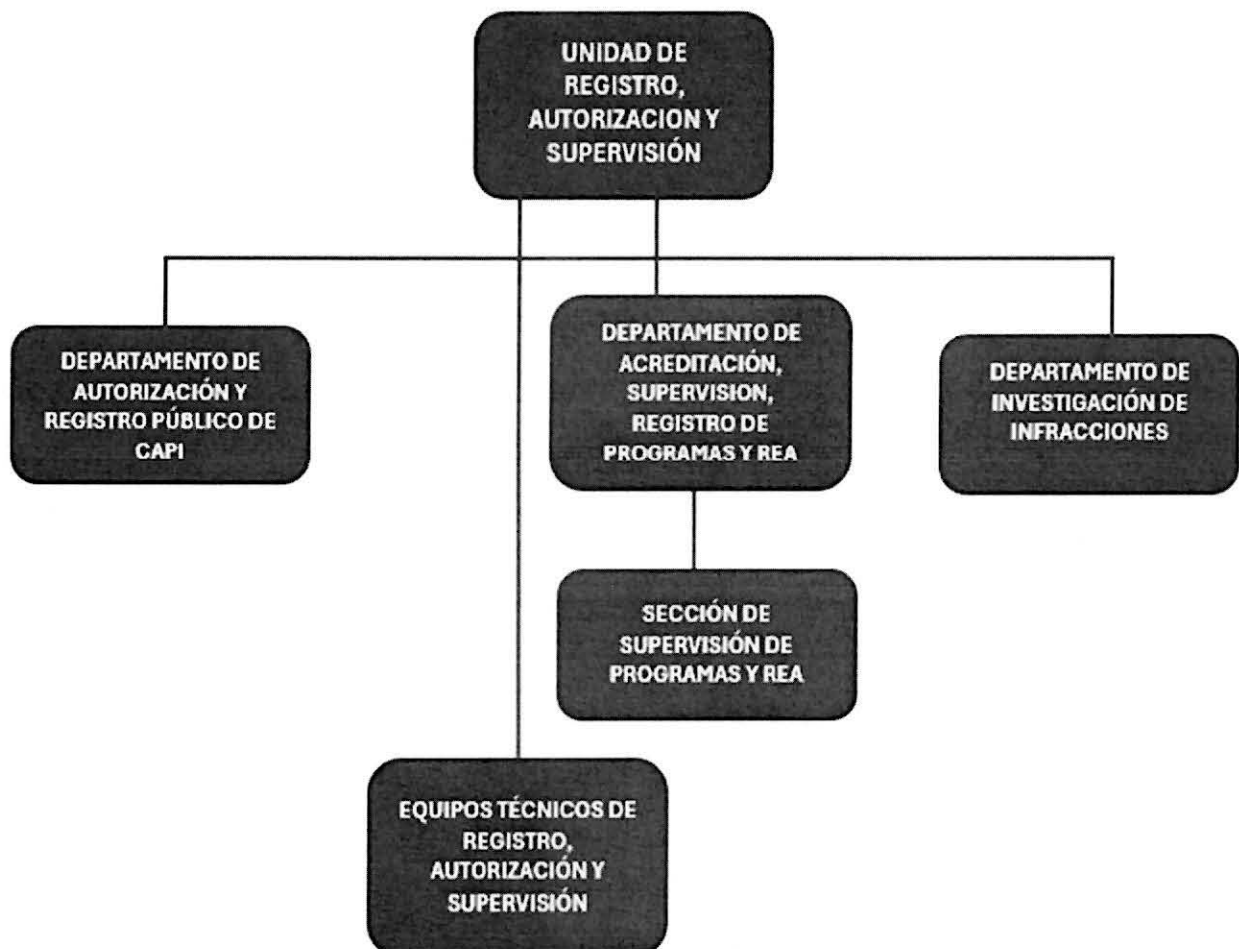 UNIDAD DE
REGISTRO,
AUTORIZACION Y
SUPERVISIÓN
DEPARTAMENTO DE
AUTORIZACIÓN Y
REGISTRO PÚBLICO DE
CAPI
DEPARTAMENTO DE
ACREDITACIÓN,
SUPERVISION,
REGISTRO DE
PROGRAMAS Y REA
DEPARTAMENTO DE
INVESTIGACIÓN DE
INFRACCIONES
SECCIÓN DE
SUPERVISIÓN DE
PROGRAMAS Y REA
EQUIPOS TÉCNICOS DE
REGISTRO,
AUTORIZACIÓN Y
SUPERVISIÓN